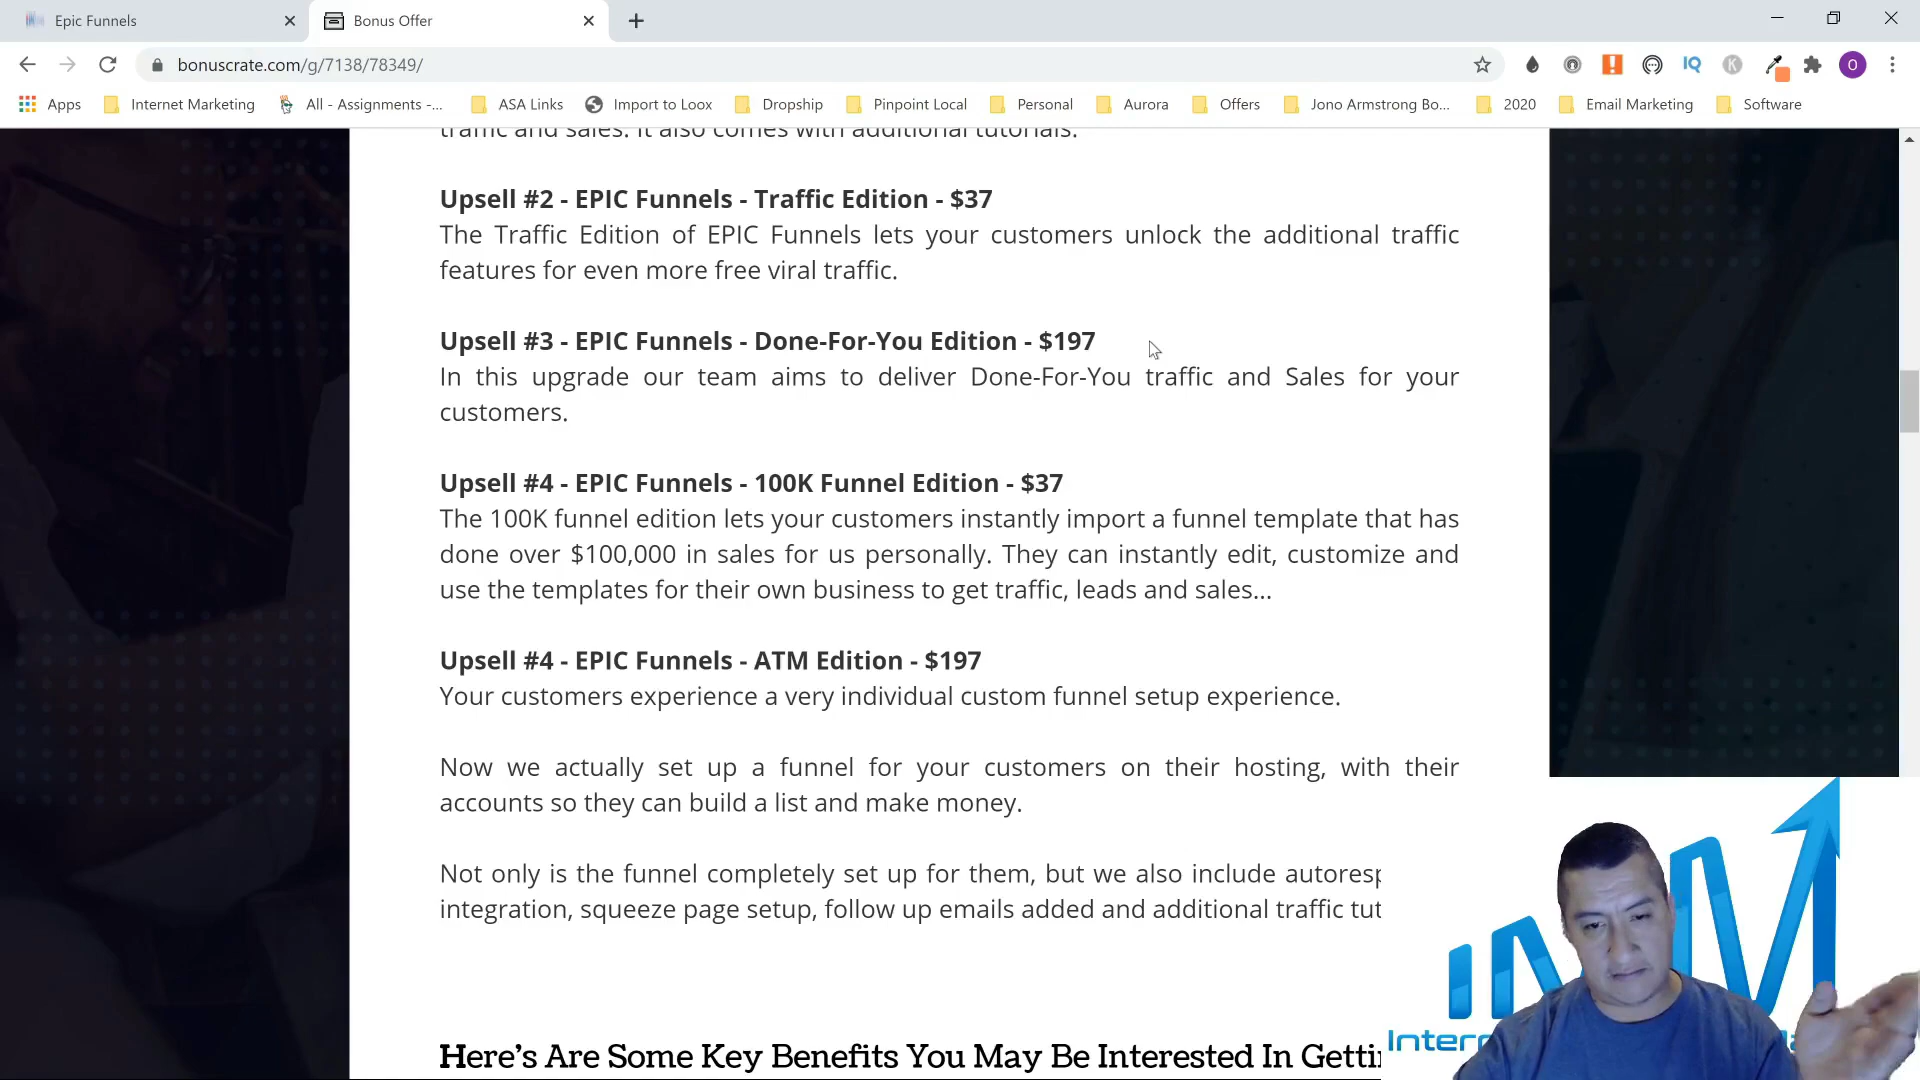 Epic Funnels
Bonus Offer
bonuscrate.com/g/7138/78349/
IQ
K
O
Apps
Internet Marketing
All - Assignments -...
ASA Links
Import to Loox
Dropship
Pinpoint Local
Personal
Aurora
Offers
Jono Armstrong Bo...
2020
Email Marketing
Software
traffic and sales. It also comes with additional tutorials.
Upsell #2 - EPIC Funnels - Traffic Edition - $37
The Traffic Edition of EPIC Funnels lets your customers unlock the additional traffic
features for even more free viral traffic.
Upsell #3 - EPIC Funnels - Done-For-You Edition - $197
In this upgrade our team aims to deliver Done-For-You traffic and Sales for your
customers.
Upsell #4 - EPIC Funnels - 100K Funnel Edition - $37
The 100K funnel edition lets your customers instantly import a funnel template that has
done over $100,000 in sales for us personally. They can instantly edit, customize and
use the templates for their own business to get traffic, leads and sales...
Upsell #4 - EPIC Funnels - ATM Edition - $197
Your customers experience a very individual custom funnel setup experience.
Now we actually set up a funnel for your customers on their hosting, with their
accounts so they can build a list and make money.
Not only is the funnel completely set up for them, but we also include autoresp
integration, squeeze page setup, follow up emails added and additional traffic tut
Here's Are Some Key Benefits You May Be Interested In Getti